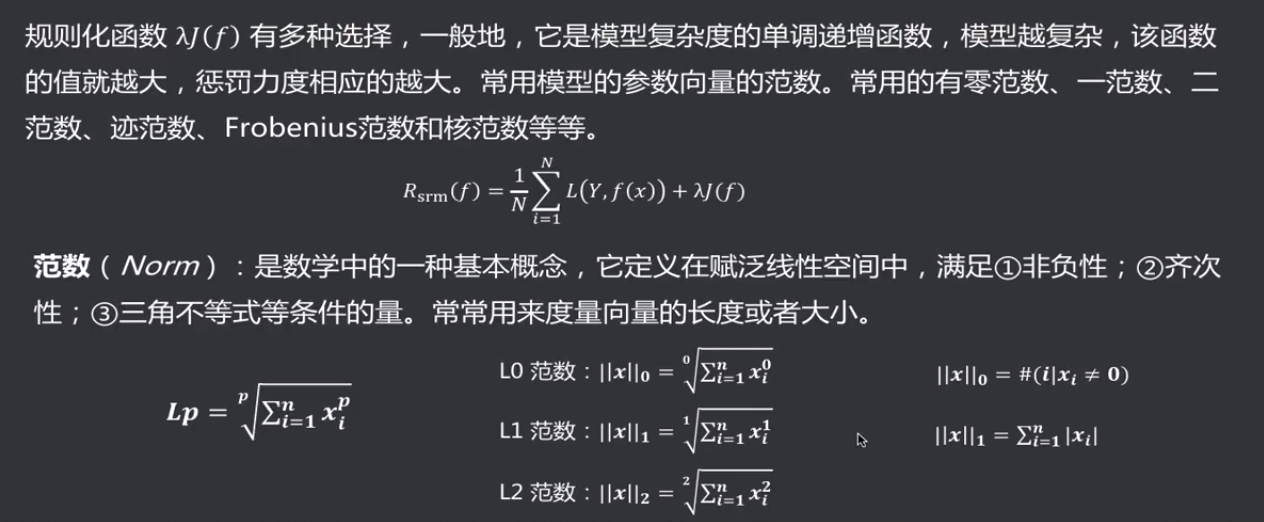 规则化函数 λJ(f) 有多种选择，一般地，它是模型复杂度的单调递增函数，模型越复杂，该函数
的值就越大，惩罚力度相应的越大。常用模型的参数向量的范数。常用的有零范数、一范数、二
范数、迹范数、Frobenius范数和核范数等等。
R_srm(f) = \frac{1}{N} \sum_{i=1}^{N} L(Y, f(x)) + λJ(f)
范数（Norm）：是数学中的一种基本概念，它定义在赋泛线性空间中，满足①非负性；②齐次
性；③三角不等式等条件的量。常常用来度量向量的长度或者大小。
Lp = \sqrt[p]{\sum_{i=1}^{n} x_i^p}
L0 范数：||x||_0 = \sqrt[0]{\sum_{i=1}^{n} x_i^0}
||x||_0 = #(i|x_i ≠ 0)
L1 范数：||x||_1 = \sqrt[1]{\sum_{i=1}^{n} x_i^1}
||x||_1 = \sum_{i=1}^{n} |x_i|
L2 范数：||x||_2 = \sqrt[2]{\sum_{i=1}^{n} x_i^2}